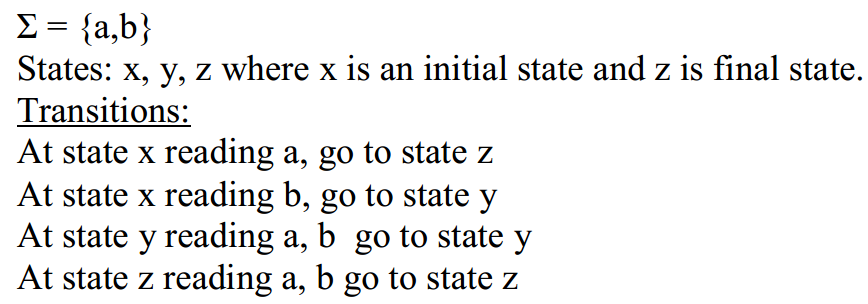 Σ = {a,b}
States: x, y, z where x is an initial state and z is final state.
Transitions:
At state x reading a, go to state z
At state x reading b, go to state y
At state y reading a, b  go to state y
At state z reading a, b go to state z